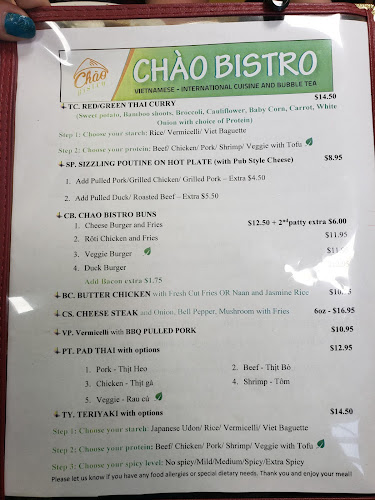 Chào
BISTRO
CHÀO BISTRO
VIETNAMESE - INTERNATIONAL CUISINE AND BUBBLE TEA
TC. RED/GREEN THAI CURRY $14.50
(Sweet potato, Bamboo shoots, Broccoli, Cauliflower, Baby Corn, Carrot, White
Onion with choice of Protein)
Step 1: Choose your starch: Rice/ Vermicelli/ Viet Baguette
Step 2: Choose your protein: Beef/ Chicken/ Pork/ Shrimp/ Veggie with Tofu
SP. SIZZLING POUTINE ON HOT PLATE (with Pub Style Cheese) $8.95
1. Add Pulled Pork/Grilled Chicken/ Grilled Pork – Extra $4.50
2. Add Pulled Duck/ Roasted Beef – Extra $5.50
CB. CHAO BISTRO BUNS
1. Cheese Burger and Fries $12.50 + 2nd patty extra $6.00
2. Rôti Chicken and Fries $11.95
3. Veggie Burger
4. Duck Burger
Add Bacon extra $1.75
BC. BUTTER CHICKEN with Fresh Cut Fries OR Naan and Jasmine Rice
CS. CHEESE STEAK and Onion, Bell Pepper, Mushroom with Fries 6oz - $16.95
VP. Vermicelli with BBQ PULLED PORK $10.95
PT. PAD THAI with options $12.95
1. Pork - Thịt Heo
2. Beef - Thịt Bò
3. Chicken - Thịt gà
4. Shrimp - Tôm
5. Veggie - Rau củ
TY. TERIYAKI with options $14.50
Step 1: Choose your starch: Japanese Udon/ Rice/ Vermicelli/ Viet Baguette
Step 2: Choose your protein: Beef/ Chicken/ Pork/ Shrimp/ Veggie with Tofu
Step 3: Choose your spicy level: No spicy/Mild/Medium/Spicy/Extra Spicy
Please let us know if you have any food allergies or special dietary needs. Thank you and enjoy your meal!